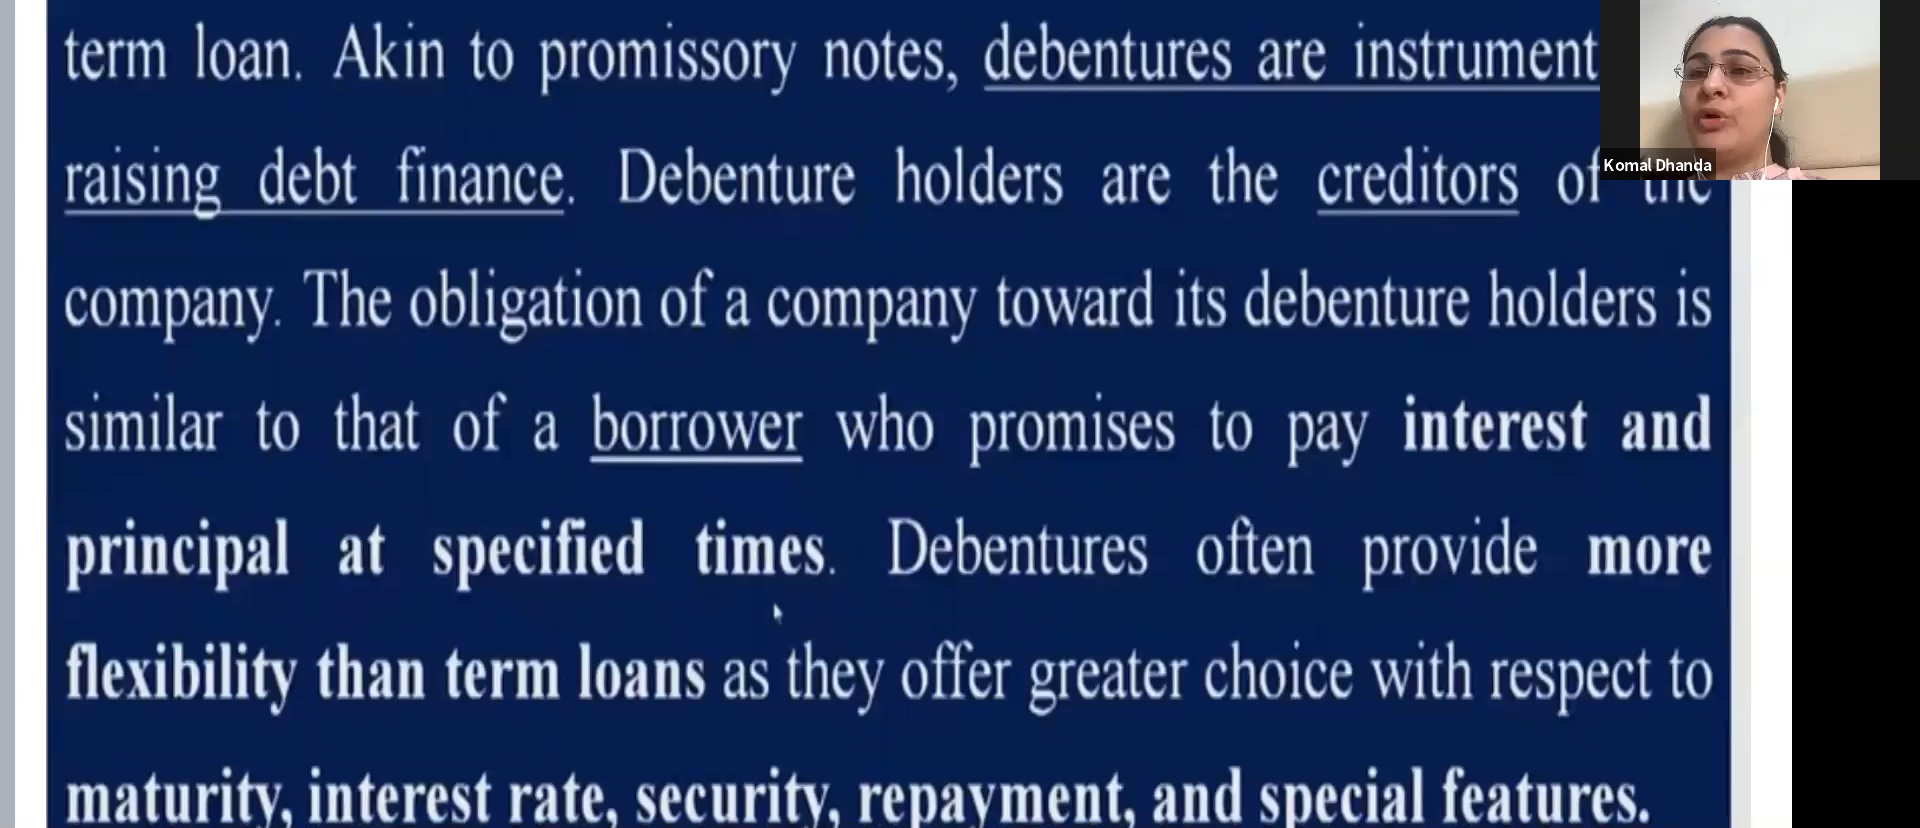 term loan. Akin to promissory notes, debentures are instrument
raising debt finance. Debenture holders are the creditors of the
company. The obligation of a company toward its debenture holders is
similar to that of a borrower who promises to pay interest and
principal at specified times. Debentures often provide more
flexibility than term loans as they offer greater choice with respect to
maturity, interest rate, security, repayment, and special features.
Komal Dhanda